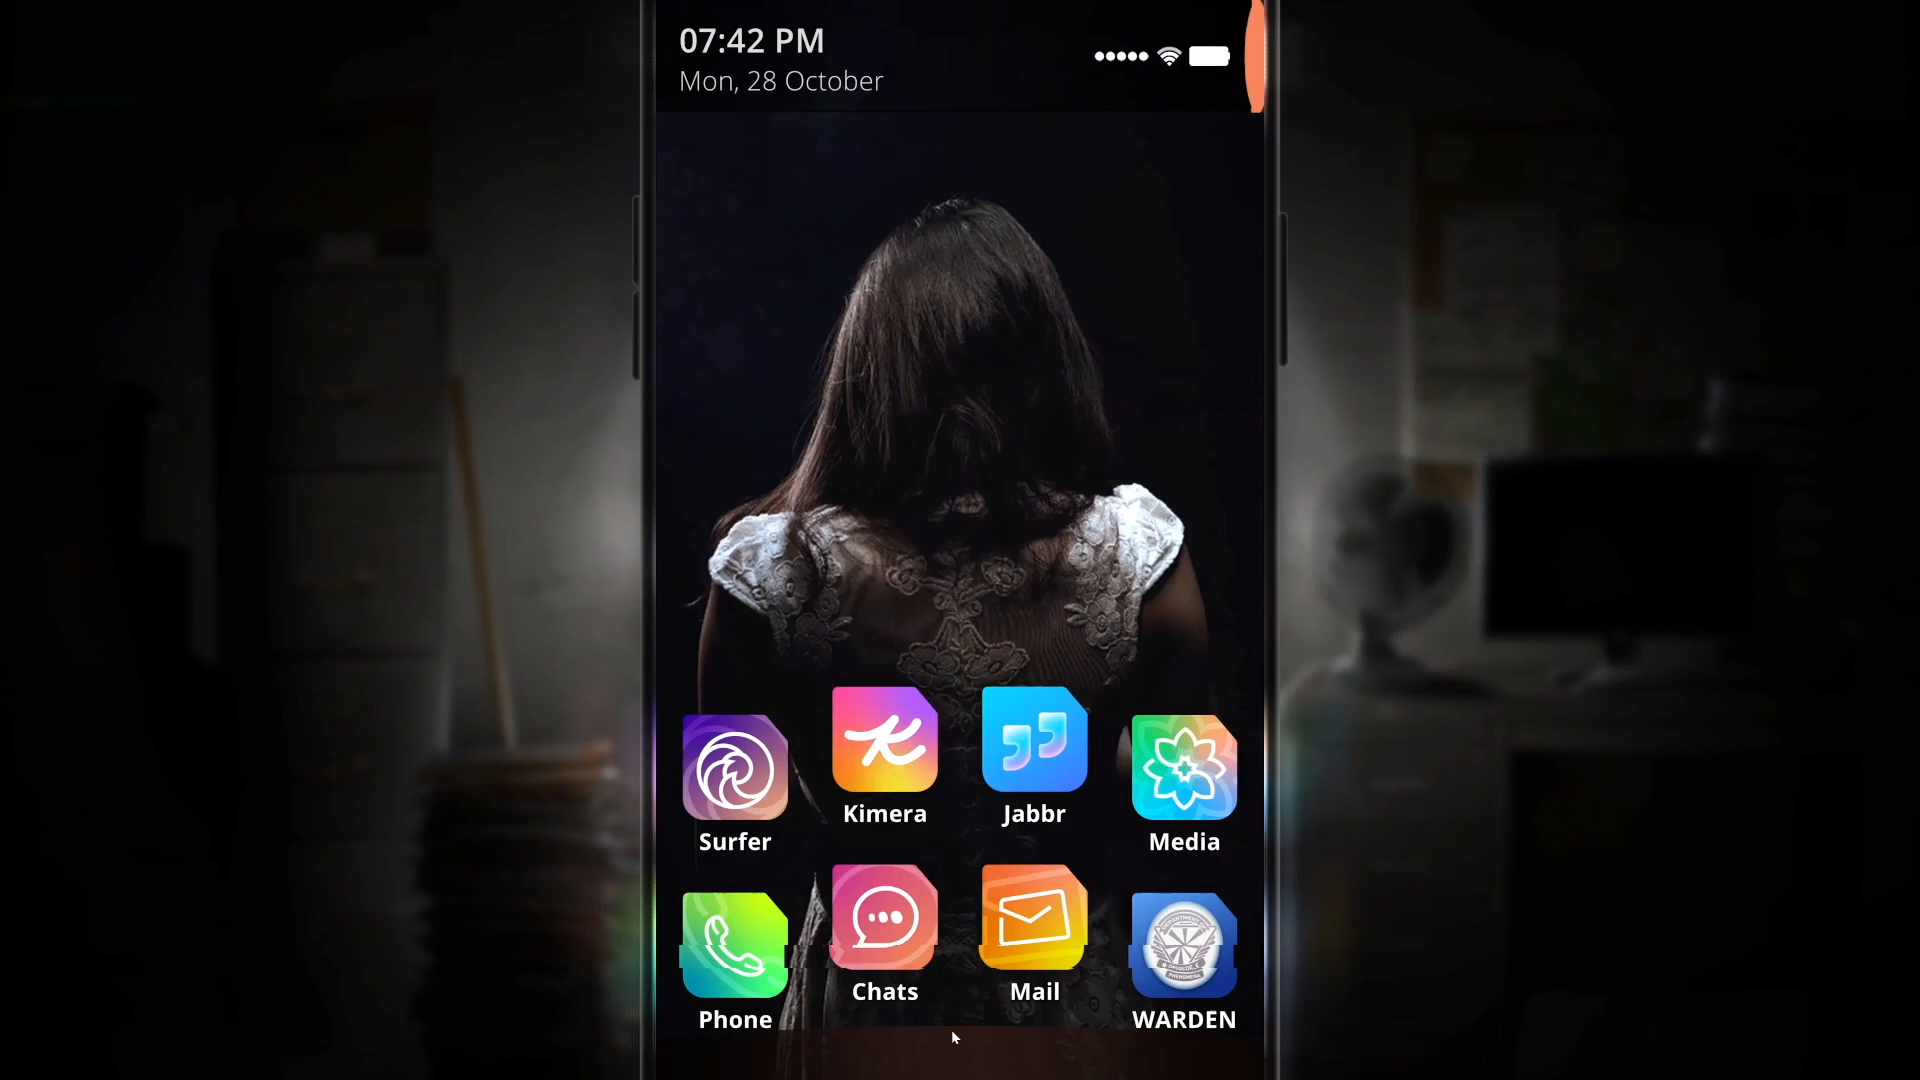 07:42 PM
Mon, 28 October
Kimera
Jabbr
Surfer
Media
Chats
Mail
Phone
WARDEN